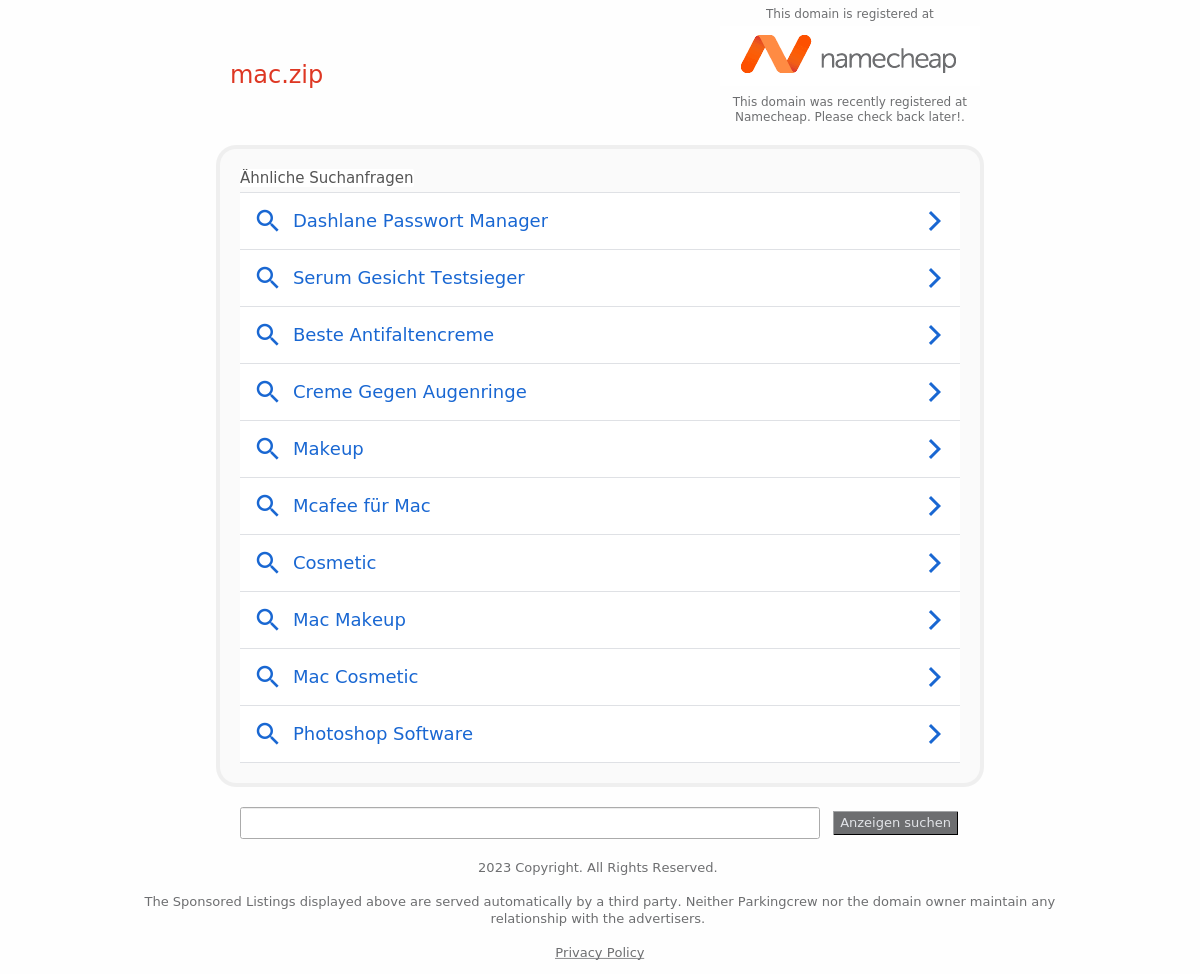 This domain is registered at
namecheap
mac.zip
This domain was recently registered at
Namecheap. Please check back later!.
Ähnliche Suchanfragen
Dashlane Passwort Manager
Serum Gesicht Testsieger
Beste Antifaltencreme
Creme Gegen Augenringe
Makeup
Mcafee für Mac
Cosmetic
Mac Makeup
Mac Cosmetic
Photoshop Software
Anzeigen suchen
2023 Copyright. All Rights Reserved.
The Sponsored Listings displayed above are served automatically by a third party. Neither Parkingcrew nor the domain owner maintain any
relationship with the advertisers.
Privacy Policy